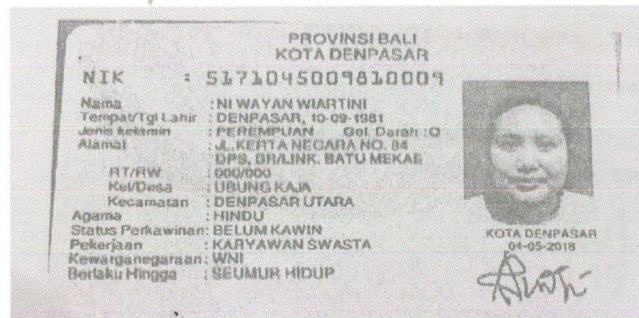 PROVINSI BALI
KOTA DENPASAR
NIK : 5171045009810009
Nama : NI WAYAN WIARTINI
Tempat/Tgl Lahir : DENPASAR, 10-09-1981
Jenis kelamin : PEREMPUAN Gol. Darah :O
Alamat : JL.KERTA NEGARA NO. 84
DPS, BR/LINK. BATU MEKAE
RT/RW : 000/000
Kel/Desa : UBUNG KAJA
Kecamatan : DENPASAR UTARA
Agama : HINDU
Status Perkawinan: BELUM KAWIN
Pekerjaan : KARYAWAN SWASTA
Kewarganegaraan: WNI
Berlaku Hingga : SEUMUR HIDUP
KOTA DENPASAR
04-05-2018